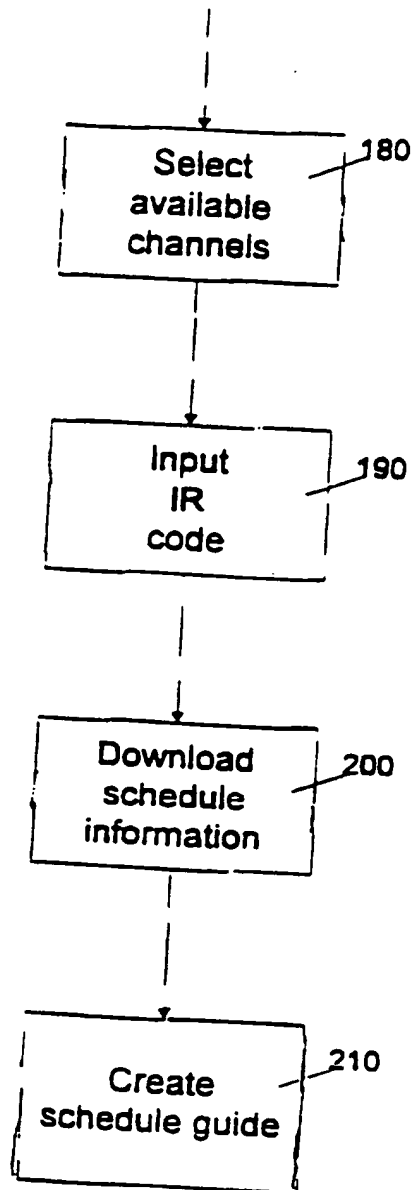 Select
available
channels
180
Input
IR
code
190
Download
schedule
information
200
Create
schedule guide
210